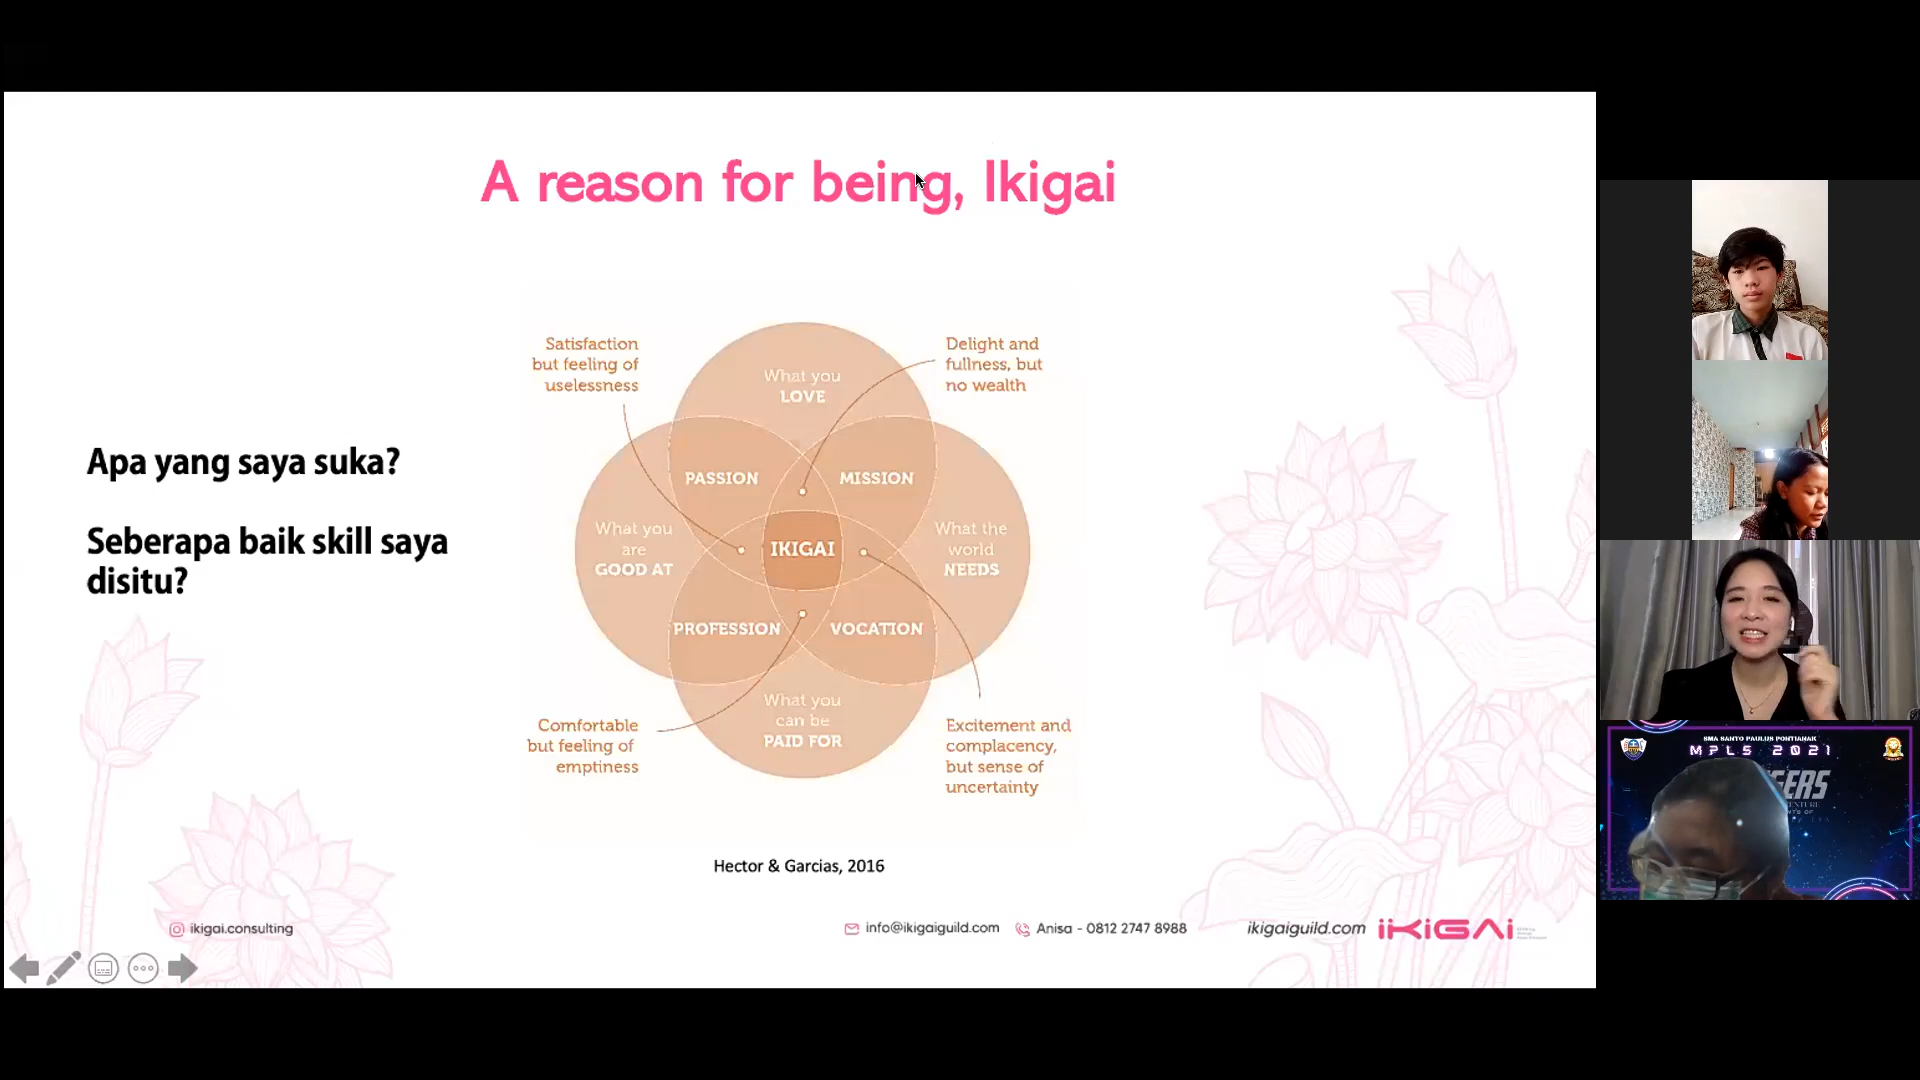 A reason for being, Ikigai
Apa yang saya suka?
Seberapa baik skill saya
disitu?
Satisfaction
but feeling of
uselessness
Delight and
fullness, but
no wealth
What you
LOVE
PASSION
MISSION
What you
are
GOOD AT
IKIGAI
What the
world
NEEDS
PROFESSION
VOCATION
What you
can be
PAID FOR
Comfortable
but feeling of
emptiness
Excitement and
complacency,
but sense of
uncertainty
Hector & Garcias, 2016
ikigai.consulting
info@ikigaiguild.com
Anisa - 0812 2747 8988
ikigaiguild.com
iKiGAi
SMA SANTO PAULUS PONTIANAK
MPLS 2021